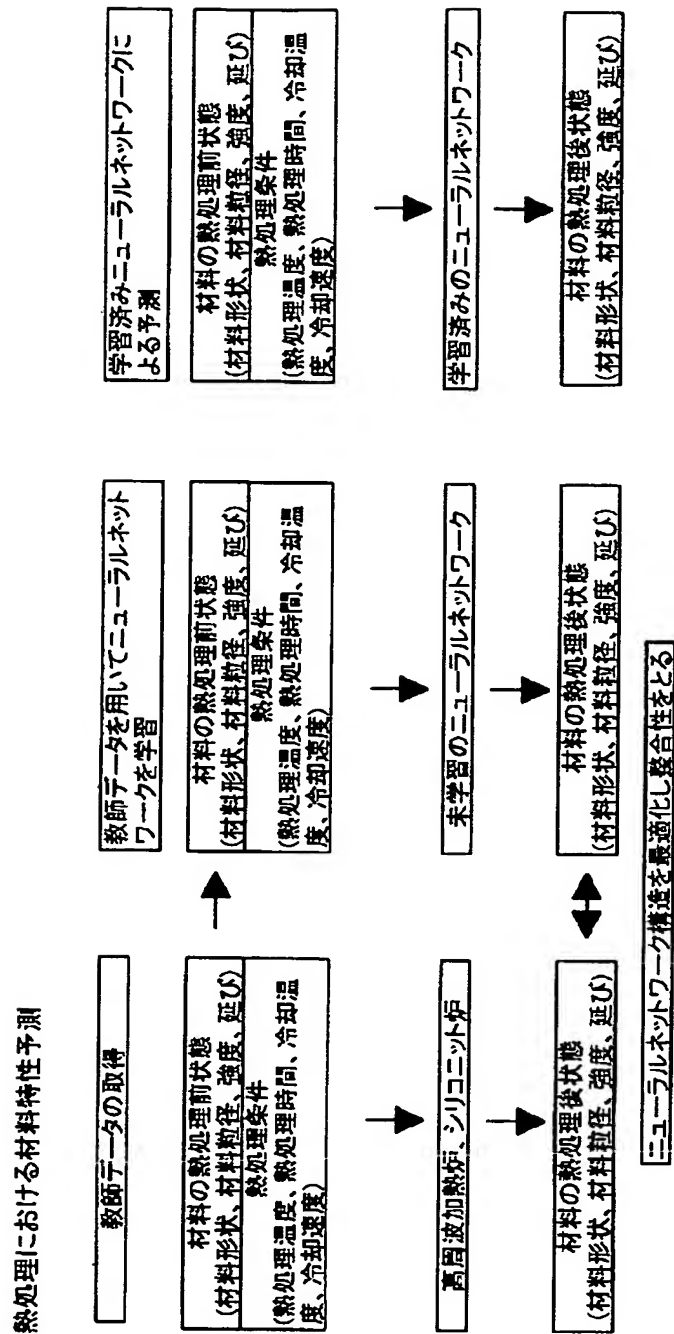 熱処理における材料特性予測
教師データの取得
材料の熱処理前状態
(材料形状、材料粒径、強度、延び)
熱処理条件
(熱処理温度、熱処理時間、冷却温
度、冷却速度)
高周波加熱炉、シリコニット炉
材料の熱処理後状態
(材料形状、材料粒径、強度、延び)
教師データを用いてニューラルネット
ワークを学習
材料の熱処理前状態
(材料形状、材料粒径、強度、延び)
熱処理条件
(熱処理温度、熱処理時間、冷却温
度、冷却速度)
未学習のニューラルネットワーク
材料の熱処理後状態
(材料形状、材料粒径、強度、延び)
ニューラルネットワーク構造を最適化し整合性をとる
学習済みニューラルネットワークに
よる予測
材料の熱処理前状態
(材料形状、材料粒径、強度、延び)
熱処理条件
(熱処理温度、熱処理時間、冷却温
度、冷却速度)
学習済みのニューラルネットワーク
材料の熱処理後状態
(材料形状、材料粒径、強度、延び)